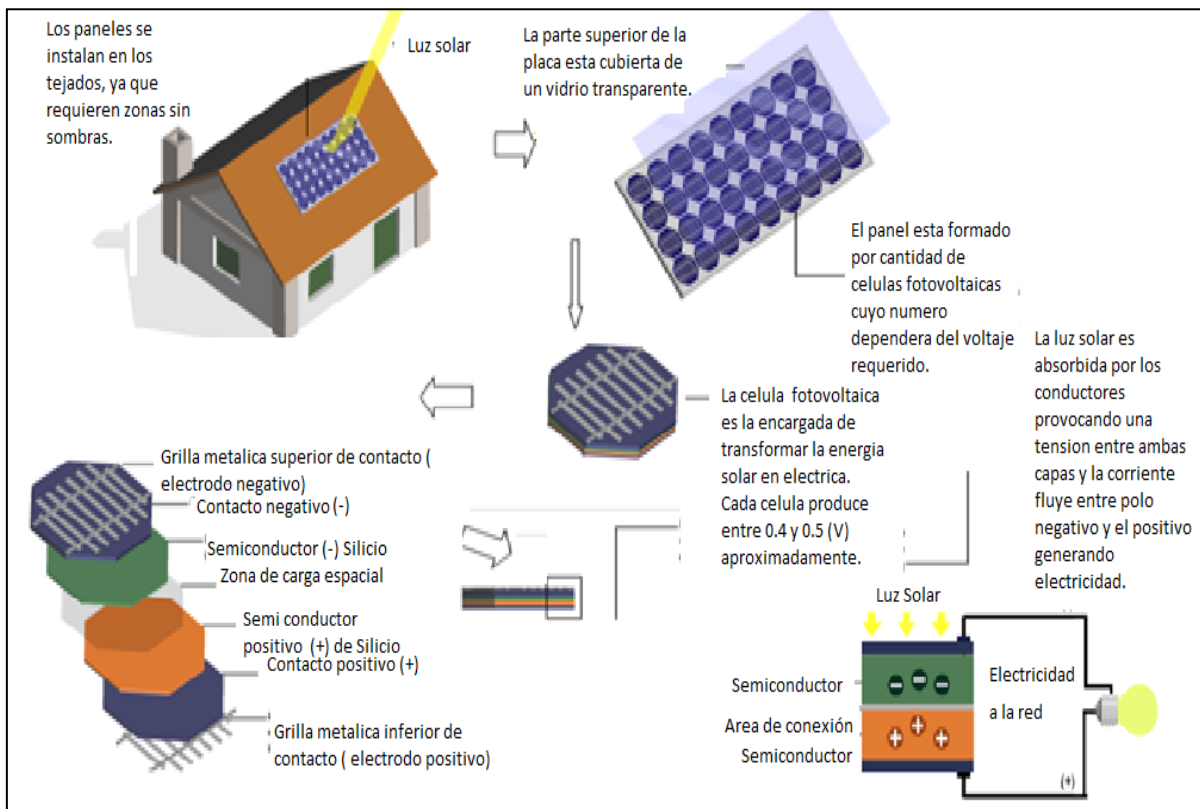 Los paneles se
instalan en los
tejados, ya que
requieren zonas sin
sombras.
Luz solar
La parte superior de la
placa esta cubierta de
un vidrio transparente.
El panel esta formado
por cantidad de
celulas fotovoltaicas
cuyo numero
dependera del voltaje
requerido.
La luz solar es
absorbida por los
conductores
provocando una
tension entre ambas
capas y la corriente
fluye entre polo
negativo y el positivo
generando
electricidad.
La celula fotovoltaica
es la encargada de
transformar la energia
solar en electrica.
Cada celula produce
entre 0.4 y 0.5 (V)
aproximadamente.
Grilla metalica superior de contacto (
electrodo negativo)
Contacto negativo (-)
Semiconductor (-) Silicio
Zona de carga espacial
Semi conductor
positivo (+) de Silicio
Contacto positivo (+)
Grilla metalica inferior de
contacto ( electrodo positivo)
Luz Solar
(+)
Semiconductor
Area de conexión
Semiconductor
Electricidad
a la red
(+)